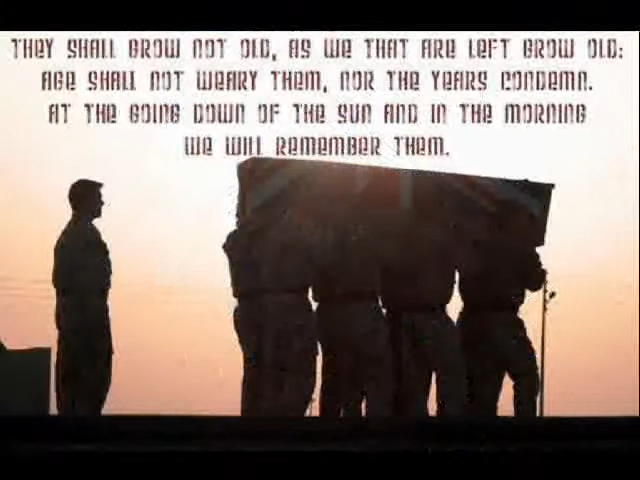 THEY SHALL GROW NOT OLD, AS WE THAT ARE LEFT GROW OLD:
AGE SHALL NOT WEARY THEM, NOR THE YEARS CONDEMN.
AT THE GOING DOWN OF THE SUN AND IN THE MORNING
WE WILL REMEMBER THEM.